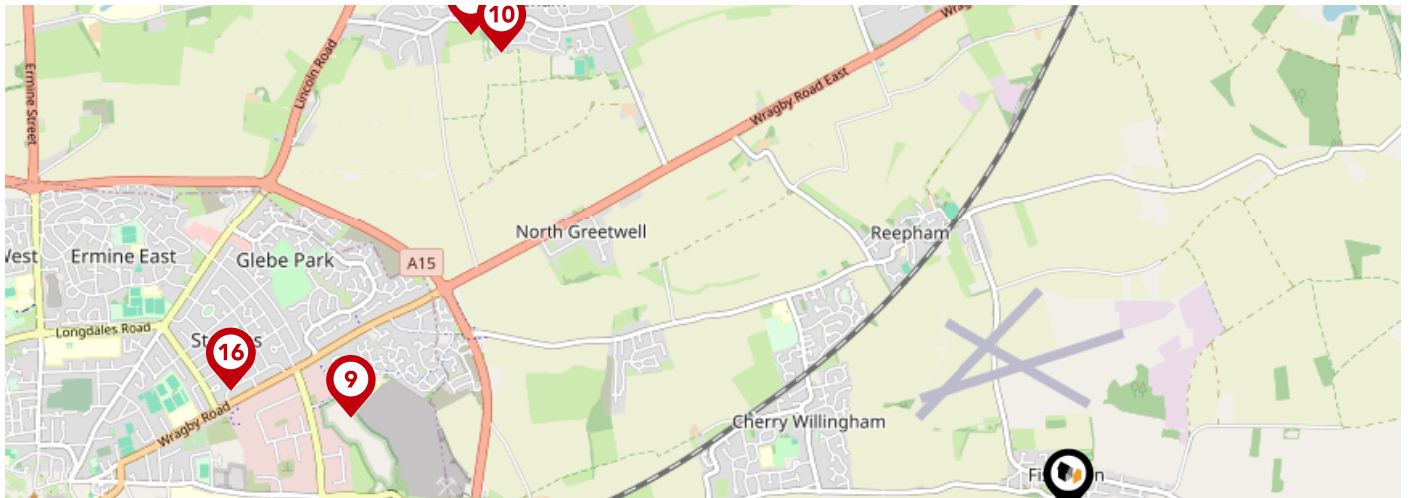 10
Ermine Street
Lincoln Road
Wragby Road East
North Greetwell
Reepham
West
Ermine East
Glebe Park
A15
Longdales Road
16
9
Wragby Road
Cherry Willingham